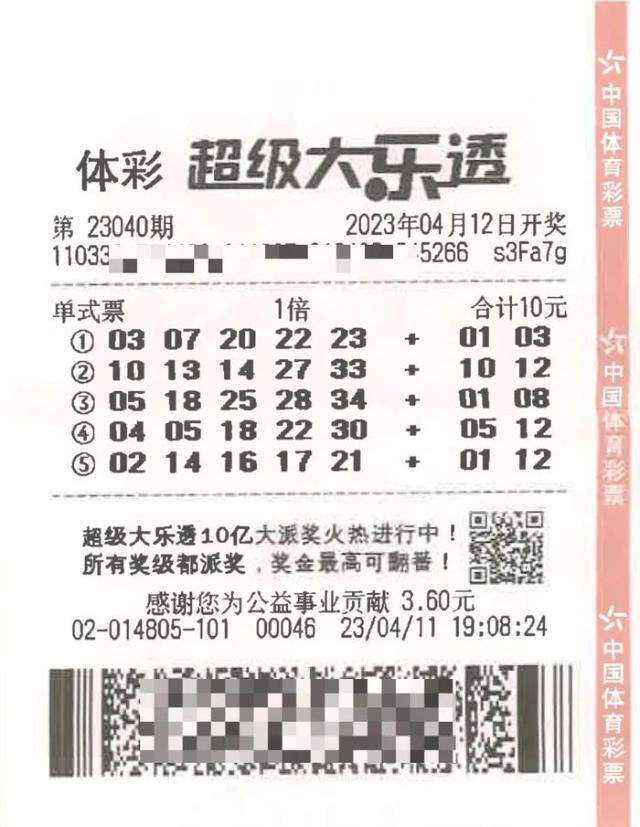 体彩 超级大乐透
第 23040期 2023年04月12日开奖
11033 5266 s3Fa7g
单式票 1倍 合计10元
① 03 07 20 22 23 + 01 03
② 10 13 14 27 33 + 10 12
③ 05 18 25 28 34 + 01 08
④ 04 05 18 22 30 + 05 12
⑤ 02 14 16 17 21 + 01 12
超级大乐透10亿大派奖火热进行中！
所有奖级都派奖，奖金最高可翻番！
感谢您为公益事业贡献 3.60元
02-014805-101 00046 23/04/11 19:08:24
中国体育彩票
中国体育彩票
中国体育彩票